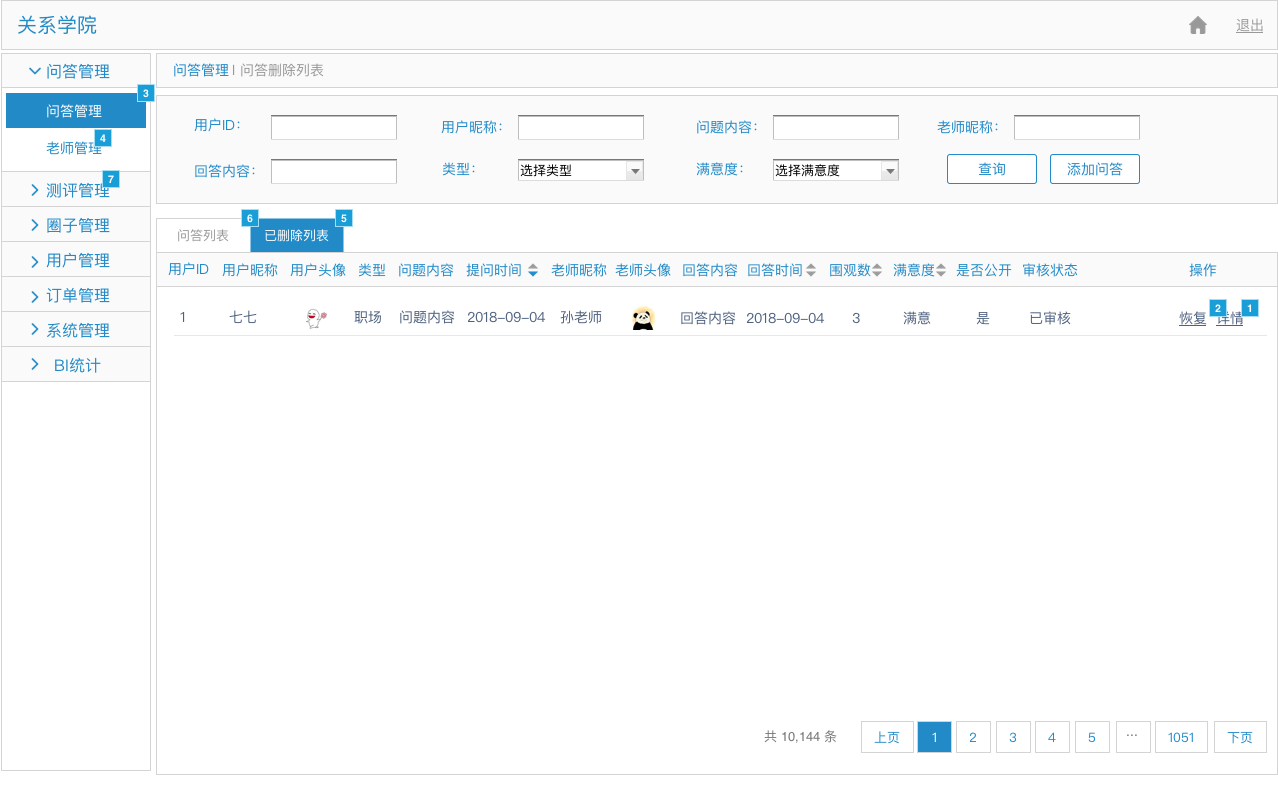 关系学院
退出
问答管理
3
问答管理
4
老师管理
7
测评管理
圈子管理
用户管理
订单管理
系统管理
BI统计
问答管理 | 问答删除列表
用户ID: 用户昵称: 问题内容: 老师昵称:
回答内容: 类型: 选择类型 满意度: 选择满意度 查询 添加问答
6 5
问答列表 已删除列表
用户ID 用户昵称 用户头像 类型 问题内容 提问时间 老师昵称 老师头像 回答内容 回答时间 围观数 满意度 是否公开 审核状态 操作
2 1
1 七七 职场 问题内容 2018-09-04 孙老师 回答内容 2018-09-04 3 满意 是 已审核 恢复 详情
共 10,144 条 上页 1 2 3 4 5 ... 1051 下页